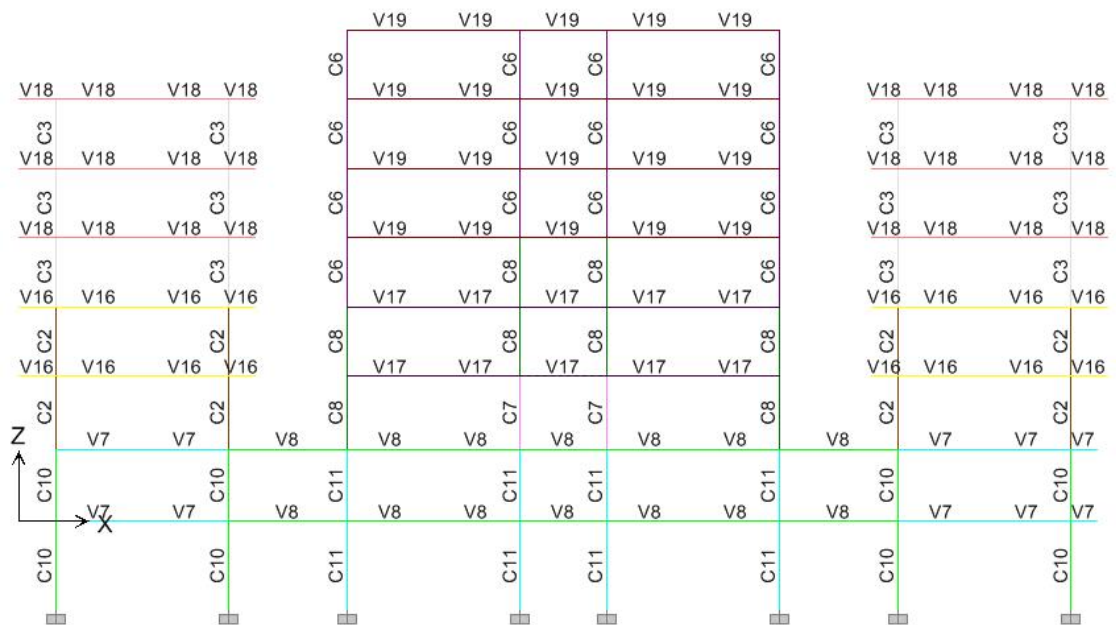 V19 V19 V19 V19 V19
C6 C6 C6 C6
V18 V18 V18 V18 V19 V19 V19 V19 V19 V18 V18 V18 V18
C3 C3 C6 C6 C6 C6 C3 C3
V18 V18 V18 V18 V19 V19 V19 V19 V19 V18 V18 V18 V18
C3 C3 C6 C6 C6 C6 C3 C3
V18 V18 V18 V18 V19 V19 V19 V19 V19 V18 V18 V18 V18
C3 C3 C6 C8 C8 C6 C3 C3
V16 V16 V16 V16 V17 V17 V17 V17 V17 V16 V16 V16 V16
C2 C2 C8 C8 C8 C8 C2 C2
V16 V16 V16 V16 V17 V17 V17 V17 V17 V16 V16 V16 V16
C2 C2 C8 C7 C7 C8 C2 C2
Z V7 V7 V8 V8 V8 V8 V8 V8 V8 V7 V7 V7
C10 C10 C11 C11 C11 C11 C10 C10
V7 V7 V8 V8 V8 V8 V8 V8 V8 V7 V7 V7
X
C10 C10 C11 C11 C11 C11 C10 C10